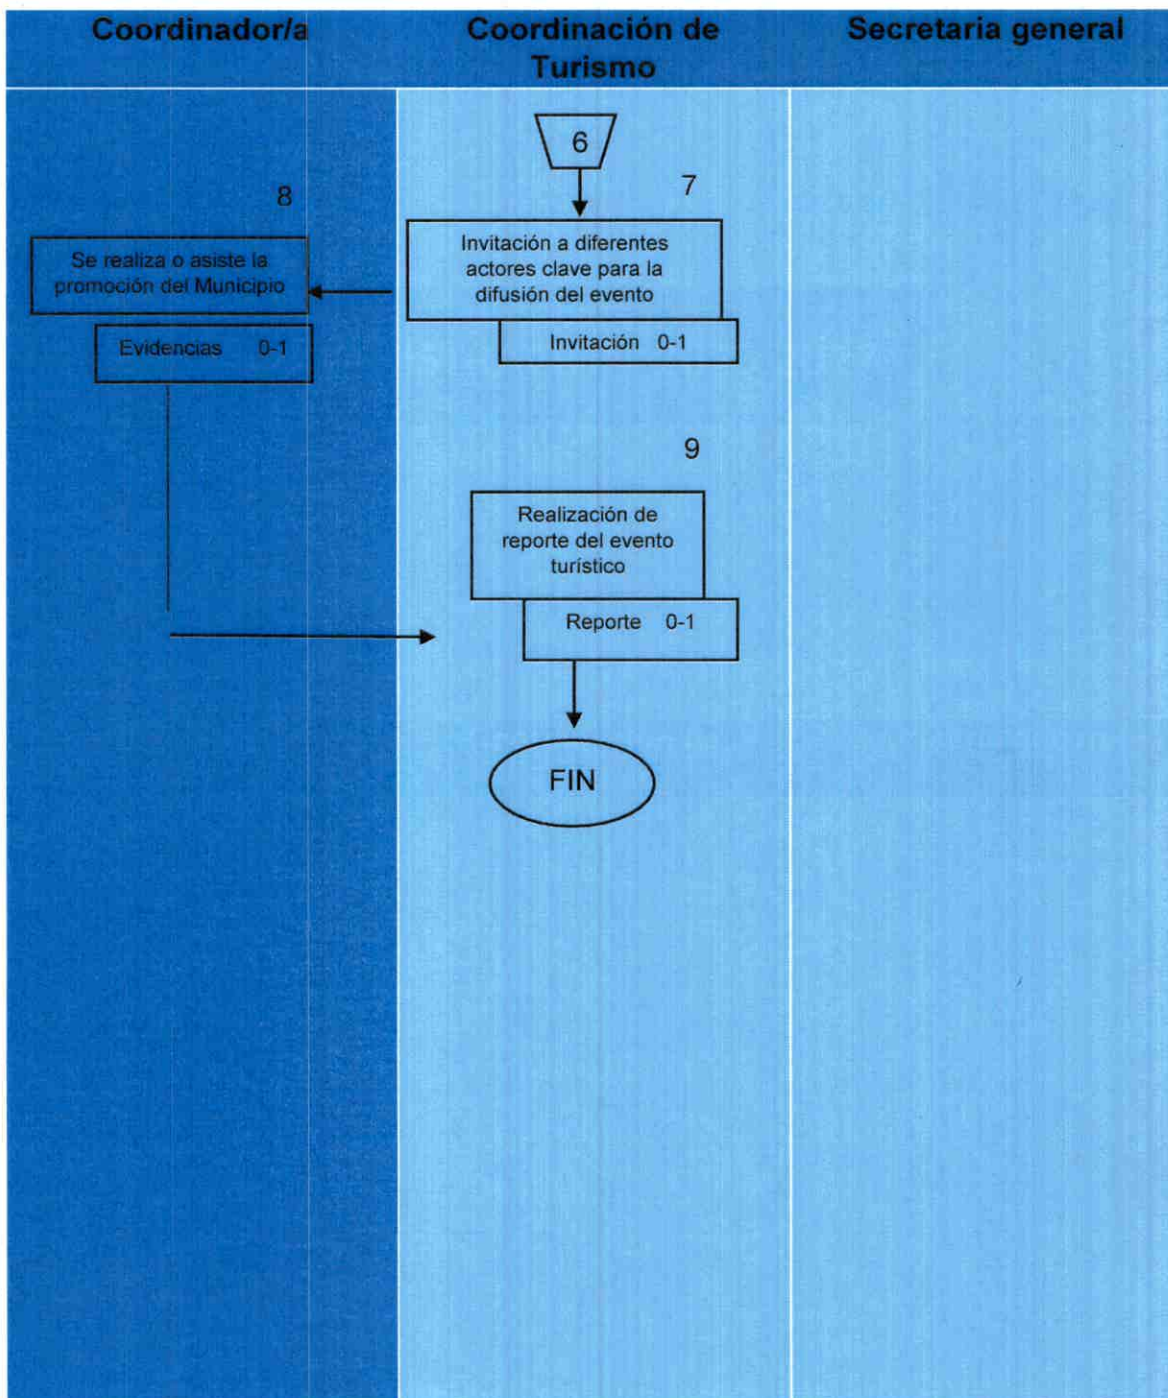 Coordinador/a
Coordinación de
Turismo
Secretaria general
6
7
Invitación a diferentes
actores clave para la
difusión del evento
Invitación 0-1
8
Se realiza o asiste la
promoción del Municipio
Evidencias 0-1
9
Realización de
reporte del evento
turístico
Reporte 0-1
FIN